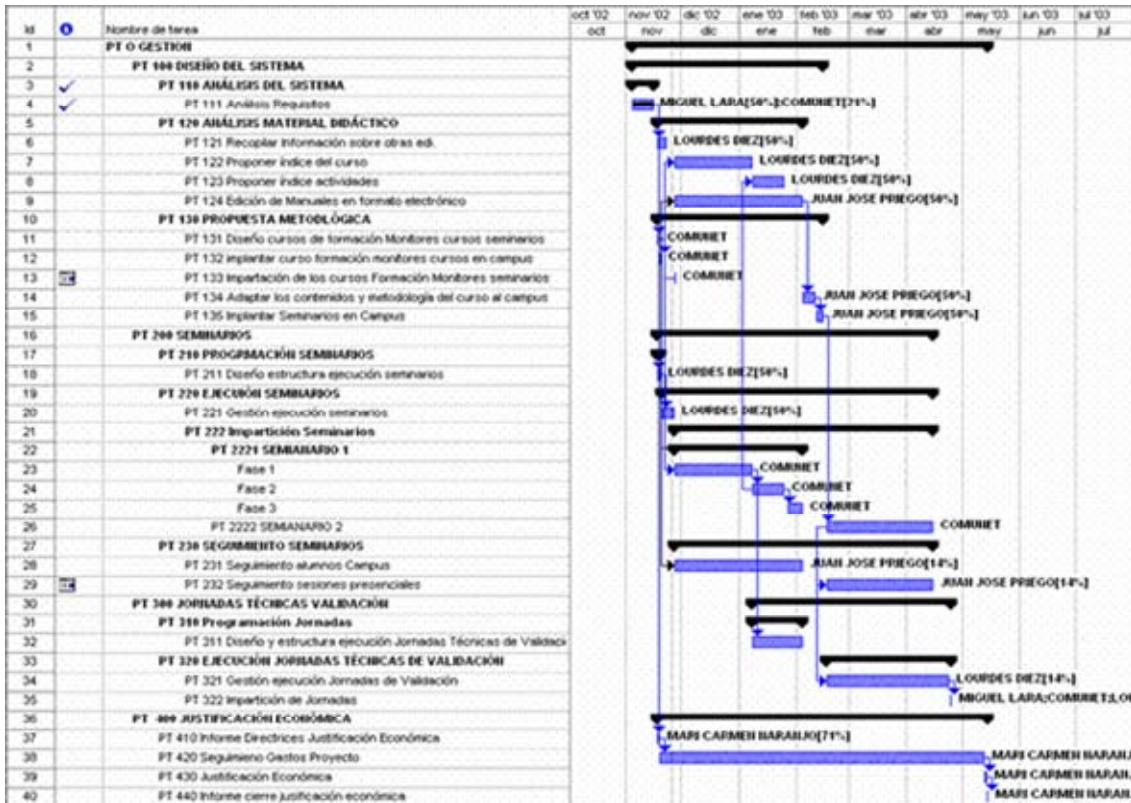 oct '02 nov '02 dic '02 ene '03 feb '03 mar '03 abr '03 may '03 jun '03 jul '03
Id Nombre de tarea oct nov dic ene feb mar abr may jun jul
1 PT O GESTION
2 PT 100 DISEÑO DEL SISTEMA
3 PT 110 ANÁLISIS DEL SISTEMA
4 PT 111 Análisis Requisitos MIGUEL LARA[50%];COMUNET[21%]
5 PT 120 ANÁLISIS MATERIAL DIDÁCTICO
6 PT 121 Recopilar Información sobre otras edi. LOURDES DIEZ[50%]
7 PT 122 Proponer índice del curso LOURDES DIEZ[50%]
8 PT 123 Proponer índice actividades LOURDES DIEZ[50%]
9 PT 124 Edición de Manuales en formato electrónico JUAN JOSE PRIEGO[50%]
10 PT 130 PROPUESTA METODLÓGICA
11 PT 131 Diseño cursos de formación Monitores cursos seminarios COMUNET
12 PT 132 implantar curso formación monitores cursos en campus COMUNET
13 PT 133 Impartación de los cursos Formación Monitores seminarios COMUNET
14 PT 134 Adaptar los contenidos y metodología del curso al campus JUAN JOSE PRIEGO[50%]
15 PT 135 Implantar Seminarios en Campus JUAN JOSE PRIEGO[50%]
16 PT 200 SEMINARIOS
17 PT 210 PROGRMACIÓN SEMINARIOS
18 PT 211 Diseño estructura ejecución seminarios LOURDES DIEZ[50%]
19 PT 220 EJECUIÓN SEMINARIOS
20 PT 221 Gestión ejecución seminarios LOURDES DIEZ[50%]
21 PT 222 Impartición Seminarios
22 PT 2221 SEMIANARIO 1
23 Fase 1 COMUNET
24 Fase 2 COMUNET
25 Fase 3 COMUNET
26 PT 2222 SEMIANARIO 2 COMUNET
27 PT 230 SEGUIMIENTO SEMINARIOS
28 PT 231 Seguimiento alumnos Campus JUAN JOSE PRIEGO[14%]
29 PT 232 Seguimiento sesiones presenciales JUAN JOSE PRIEGO[14%]
30 PT 300 JORNADAS TÉCNICAS VALIDACIÓN
31 PT 310 Programación Jornadas
32 PT 311 Diseño y estructura ejecución Jornadas Técnicas de Validaci
33 PT 320 EJECUCIÓN JORNADAS TÉCNICAS DE VALIDACIÓN
34 PT 321 Gestión ejecución Jornadas de Validación LOURDES DIEZ[14%]
35 PT 322 Impartición de Jornadas MIGUEL LARA;COMUNET;LOU
36 PT 400 JUSTIFICACIÓN ECONÓMICA
37 PT 410 Informe Directrices Justificación Económica MARI CARMEN NARANJO[71%]
38 PT 420 Seguimieno Gastos Proyecto MARI CARMEN NARANJ
39 PT 430 Justificación Económica MARI CARMEN NARAN
40 PT 440 Informe cierre justificación económica MARI CARMEN NARAN